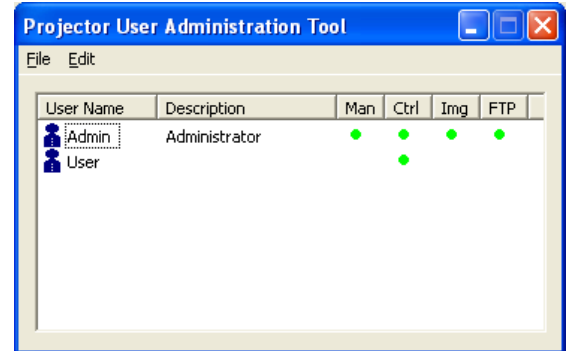 Projector User Administration Tool
File Edit
User Name Description Man Ctrl Img FTP
Admin Administrator
User